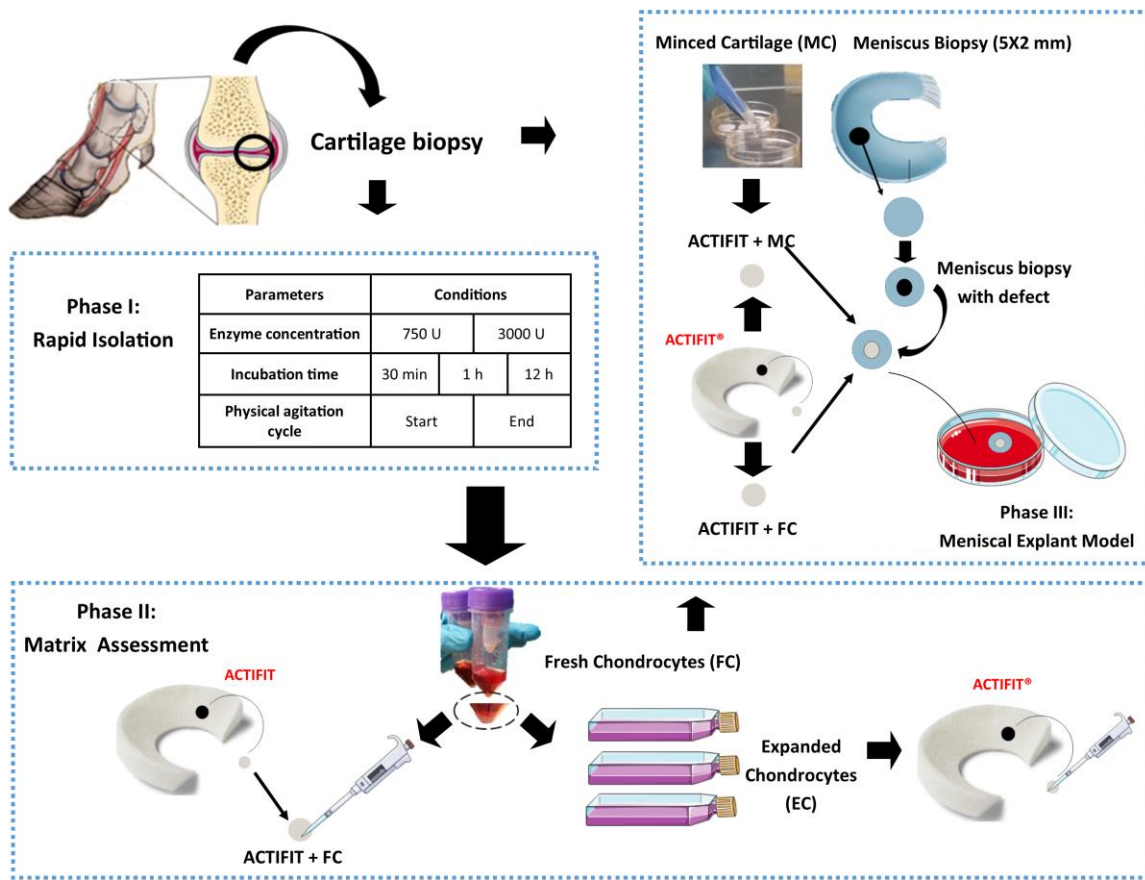 Cartilage biopsy
Phase I:
Rapid Isolation
Parameters
Conditions
Enzyme concentration
750 U
3000 U
Incubation time
30 min
1 h
12 h
Physical agitation
cycle
Start
End
Minced Cartilage (MC)
Meniscus Biopsy (5X2 mm)
ACTIFIT + MC
Meniscus biopsy
with defect
ACTIFIT®
ACTIFIT + FC
Phase III:
Meniscal Explant Model
Phase II:
Matrix Assessment
ACTIFIT
ACTIFIT + FC
Fresh Chondrocytes (FC)
Expanded
Chondrocytes
(EC)
ACTIFIT®